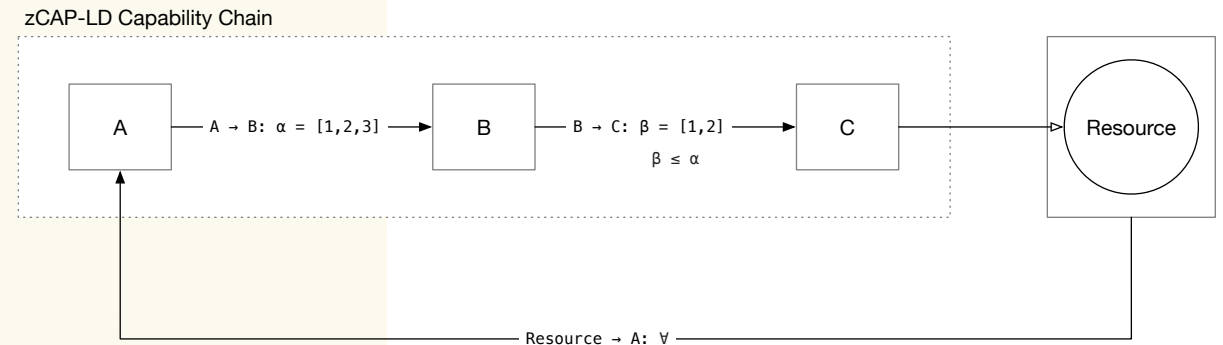 zCAP-LD Capability Chain
A
A → B: α = [1,2,3]
B
B → C: β = [1,2]
β ≤ α
C
Resource
Resource → A: ∀